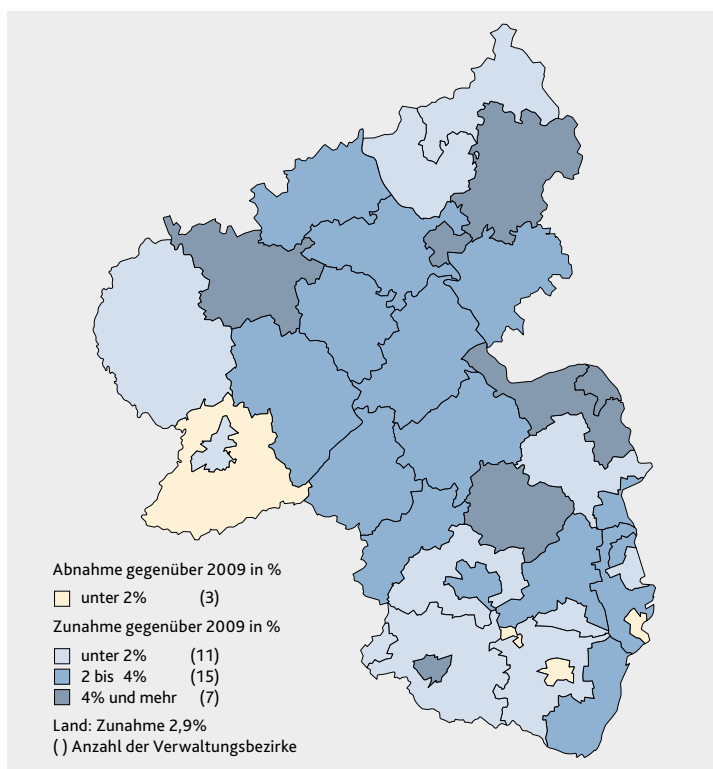 Abnahme gegenüber 2009 in %
unter 2% (3)
Zunahme gegenüber 2009 in %
unter 2% (11)
2 bis 4% (15)
4% und mehr (7)
Land: Zunahme 2,9%
( ) Anzahl der Verwaltungsbezirke